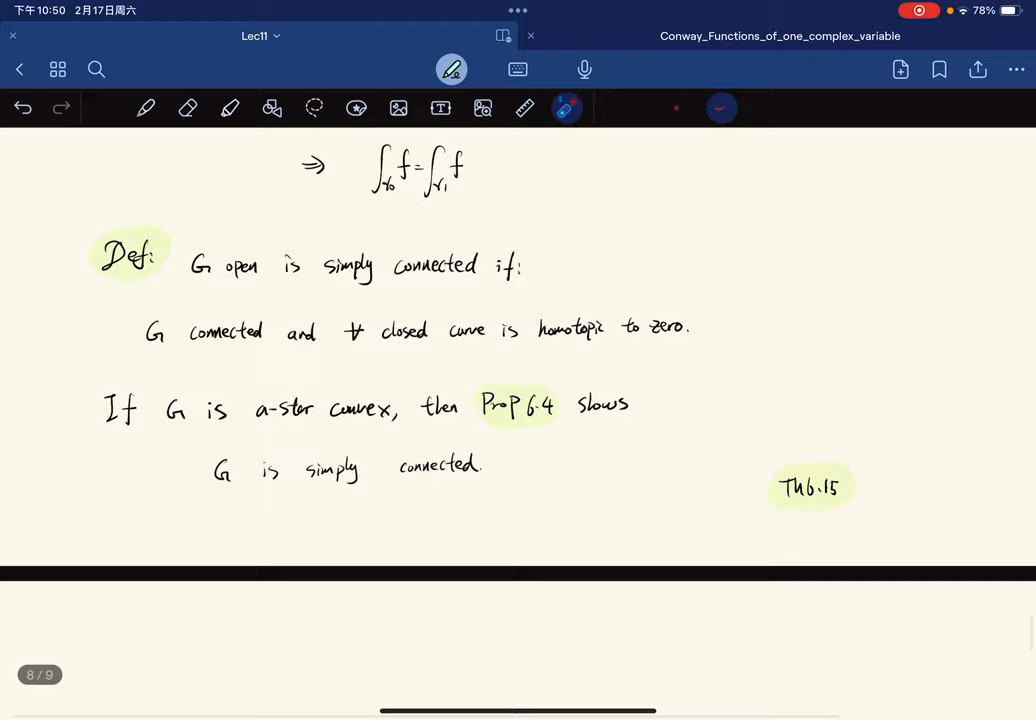 下午10:50 2月17日周六
78%
Lec11
Conway_Functions_of_one_complex_variable
⇒ ∫γ₀ f = ∫γ₁ f
Def: G open is simply connected if:
G connected and ∀ closed curve is homotopic to zero.
If G is a-star convex, then Prop 6.4 shows
G is simply connected.
Th6.15
8 / 9